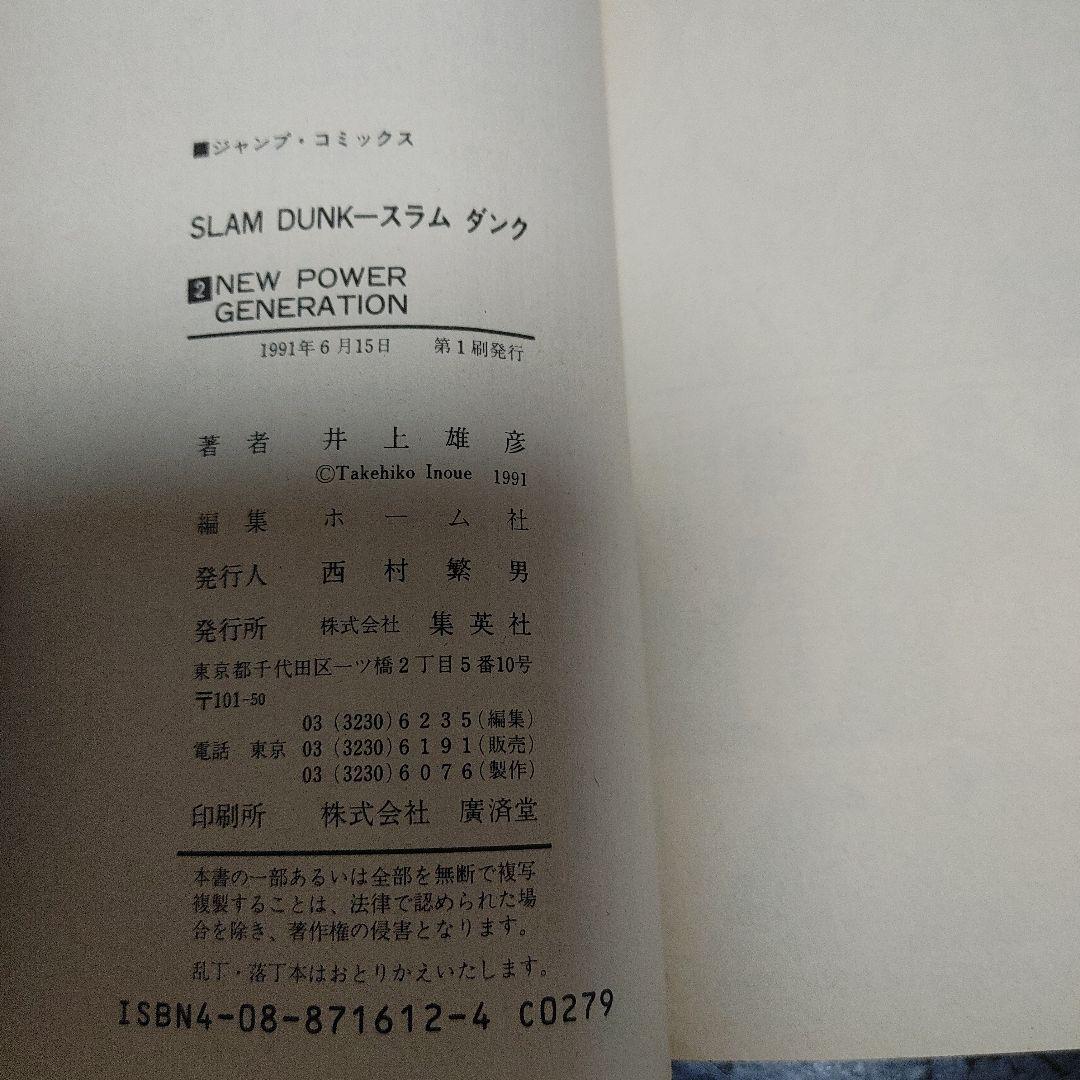 ■ジャンプ・コミックス
SLAM DUNK―スラム ダンク
2 NEW POWER
GENERATION
1991年6月15日 第1刷発行
著者 井上雄彦
©Takehiko Inoue 1991
編集 ホーム社
発行人 西村繁男
発行所 株式会社 集英社
東京都千代田区一ツ橋2丁目5番10号
〒101-50
03(3230)6235(編集)
電話 東京 03(3230)6191(販売)
03(3230)6076(製作)
印刷所 株式会社 廣済堂
本書の一部あるいは全部を無断で複写
複製することは、法律で認められた場
合を除き、著作権の侵害となります。
乱丁・落丁本はおとりかえいたします。
ISBN4-08-871612-4 C0279